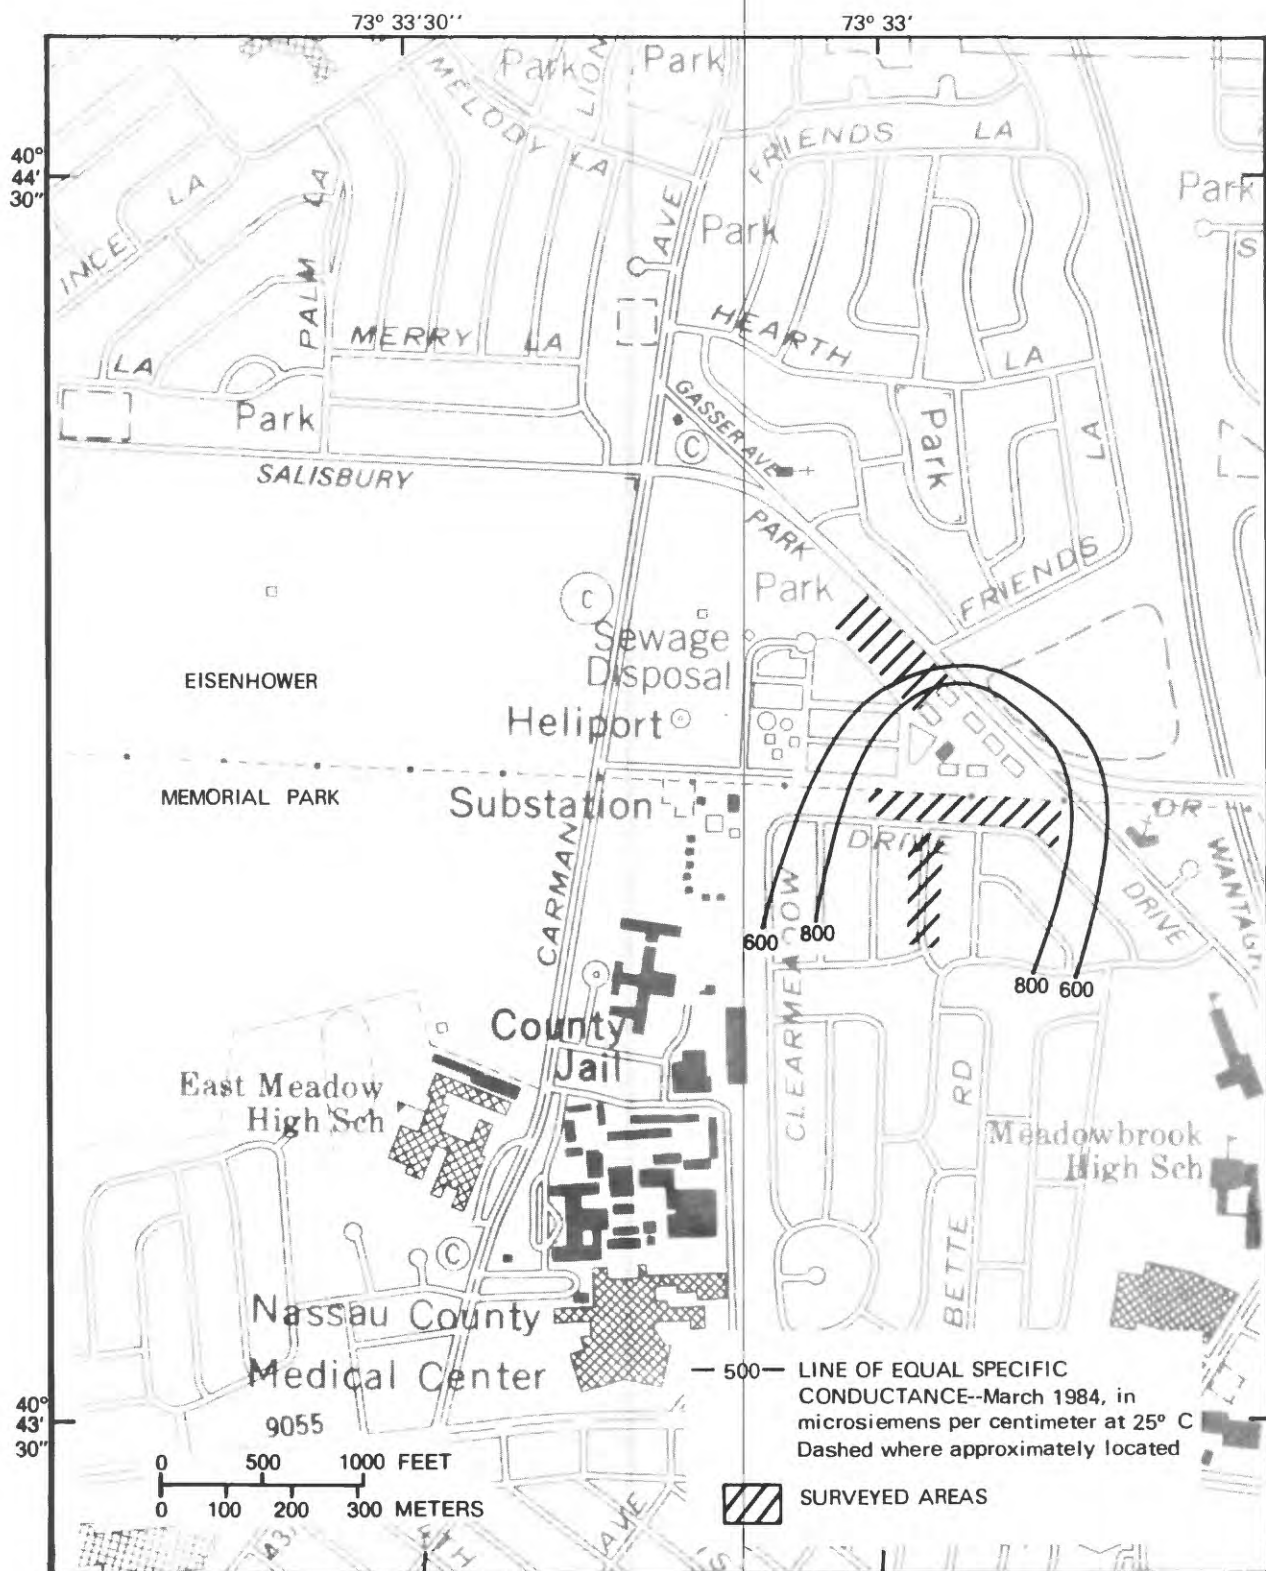 73° 33'30"
73° 33'
Park
LION
Park
MELODY LA
FRIENDS LA
40°
44'
30"
LA
LA
Park
AVE
Park
INCE
S
PALM
MERRY LA
HEARTH LA
LA
GASSER AVE
Park
Park
C
LA
SALISBURY
PARK
FRIENDS
Park
C
Sewage
Disposal
EISENHOWER
Heliport
MEMORIAL PARK
Substation
DR
DRIVE
CARMAN
CLEARMEADOW
DRIVE
WANTAGH
600
800
800
600
County
Jail
East Meadow
High Sch
RD
Meadowbrook
High Sch
BETTE
C
Nassau County
Medical Center
9055
40°
43'
30"
500
LINE OF EQUAL SPECIFIC
CONDUCTANCE--March 1984, in
microsiemens per centimeter at 25° C
Dashed where approximately located
SURVEYED AREAS
0 500 1000 FEET
0 100 200 300 METERS
AVE
43
TH
S